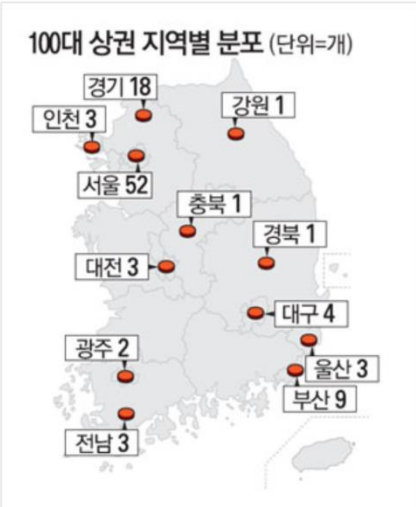 100대 상권 지역별 분포 (단위=개)
경기 18
인천 3
강원 1
서울 52
충북 1
경북 1
대전 3
대구 4
광주 2
울산 3
부산 9
전남 3